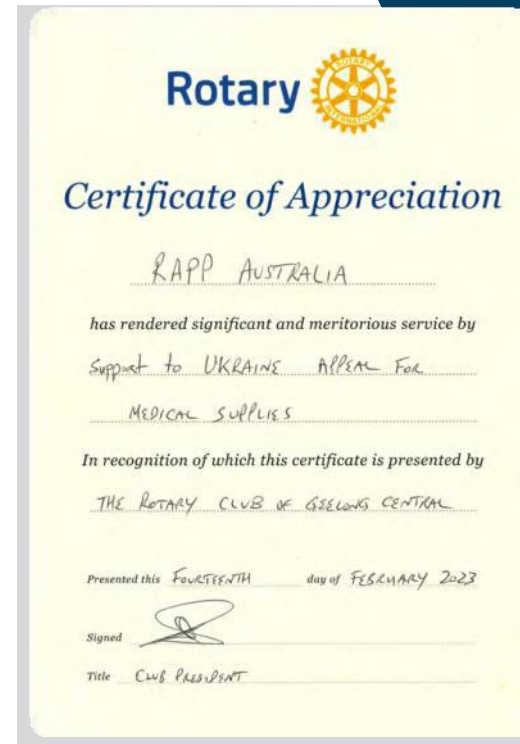 Rotary
ROTARY
INTERNATIONAL
Certificate of Appreciation
RAPP AUSTRALIA
has rendered significant and meritorious service by
Support to UKRAINE APPEAL FOR
MEDICAL SUPPLIES
In recognition of which this certificate is presented by
THE ROTARY CLUB OF GEELONG CENTRAL
Presented this FOURTEENTH day of FEBRUARY 2023
Signed
Title CLUB PRESIDENT